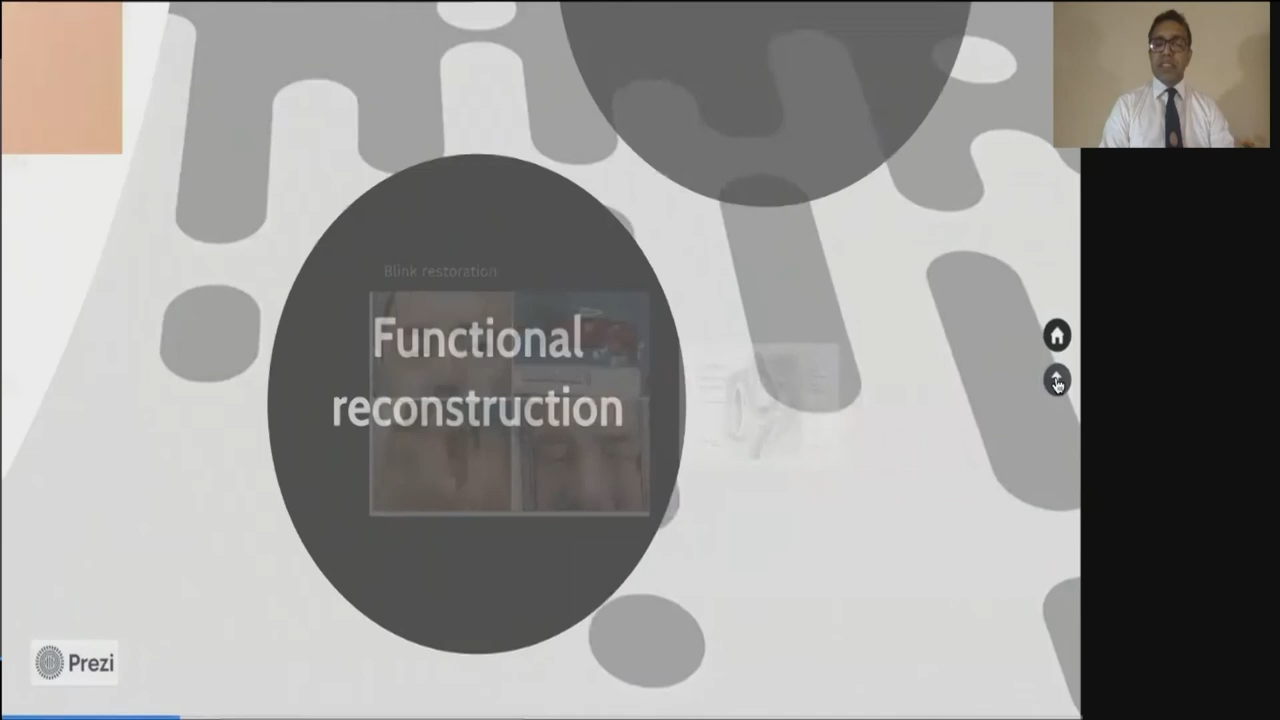 Blink restoration
Functional
reconstruction
Prezi